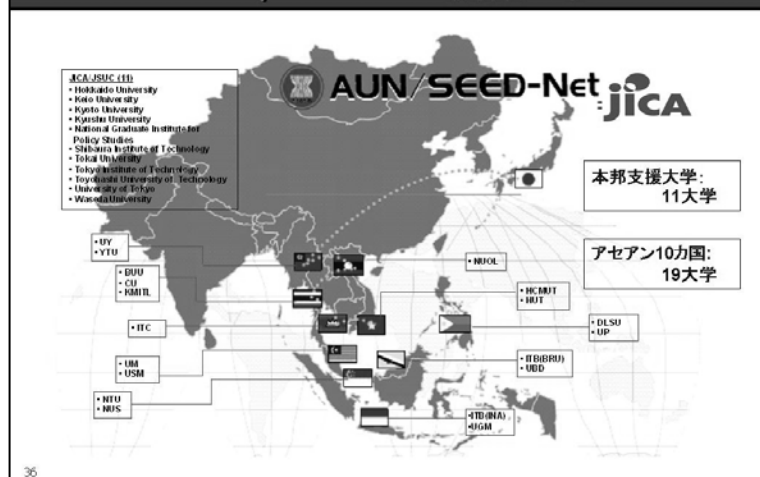 JICA/JSUC (11)
• Hokkaido University
• Keio University
• Kyoto University
• Kyushu University
• National Graduate Institute for
Policy Studies
• Shibaura Institute of Technology
• Tokai University
• Tokyo Institute of Technology
• Toyohashi University of Technology
• University of Tokyo
• Waseda University
AUN/SEED-Net
:jica
本邦支援大学:
11大学
アセアン10カ国:
19大学
• UY
• YTU
• BUU
• CU
• KMITL
• ITC
• UM
• USM
• NTU
• NUS
• NUOL
• HCMUT
• HUT
• DLSU
• UP
• ITB(BRU)
• UBD
• ITB(INA)
• UGM
36